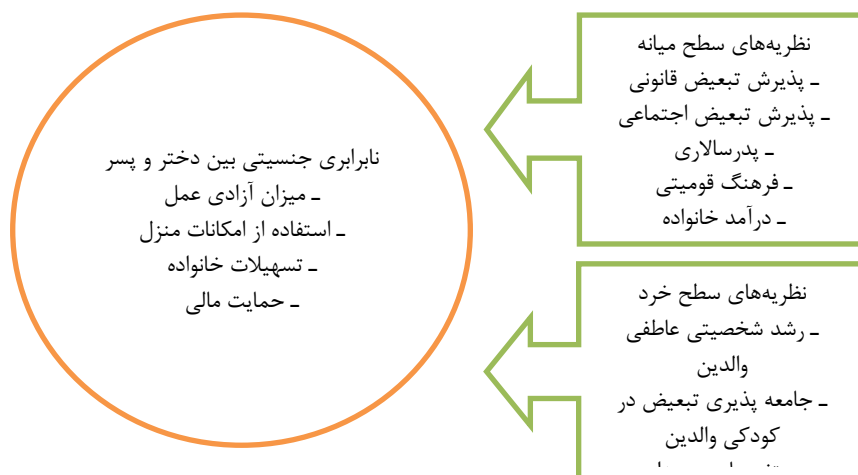 نظریه‌های سطح میانه
ـ پذیرش تبعیض قانونی
ـ پذیرش تبعیض اجتماعی
ـ پدرسالاری
ـ فرهنگ قومیتی
ـ درآمد خانواده
نابرابری جنسیتی بین دختر و پسر
ـ میزان آزادی عمل
ـ استفاده از امکانات منزل
ـ تسهیلات خانواده
ـ حمایت مالی
نظریه‌های سطح خرد
ـ رشد شخصیتی عاطفی
والدین
ـ جامعه پذیری تبعیض در
کودکی والدین